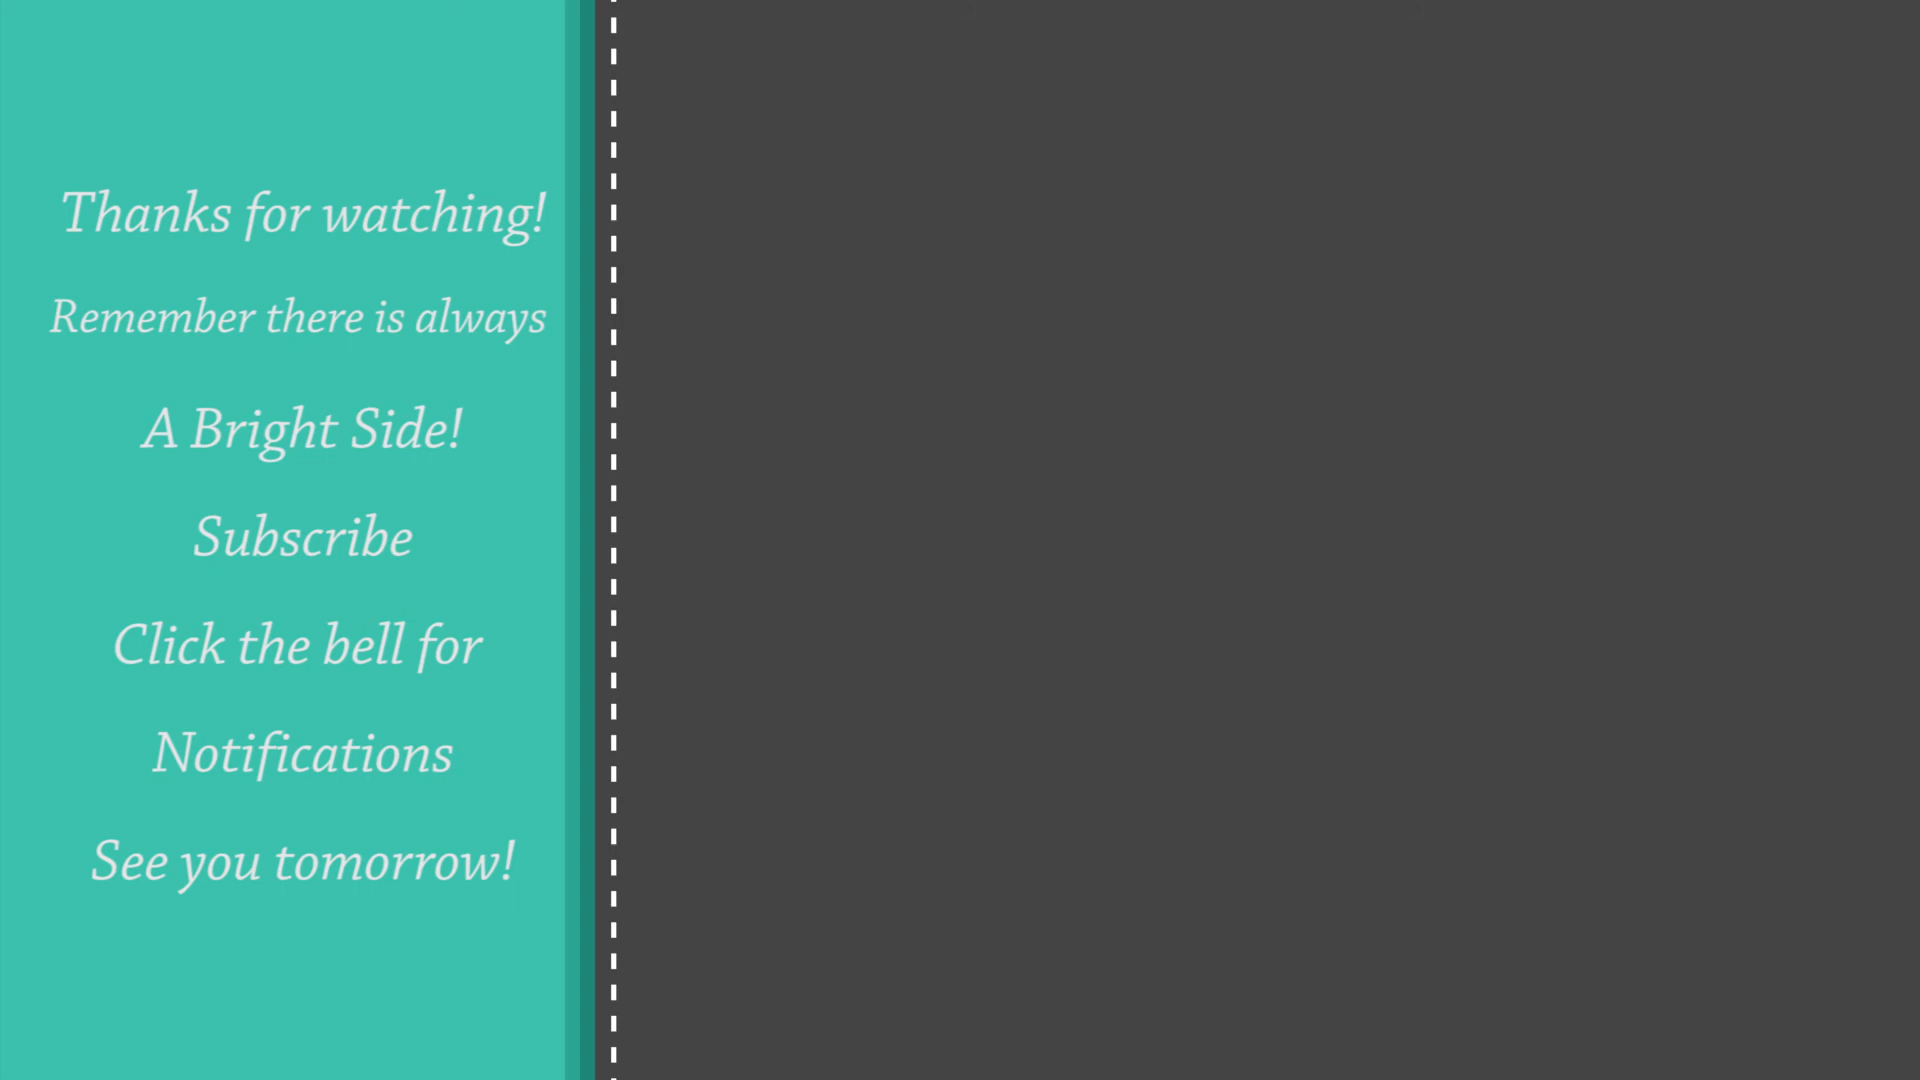 Thanks for watching!
Remember there is always
A Bright Side!
Subscribe
Click the bell for
Notifications
See you tomorrow!